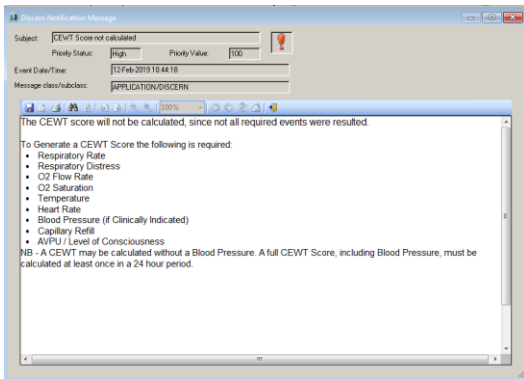 Discern Notification Message
Subject: CEWT Score not calculated
Priority Status: High Priority Value: 100
Event Date/Time: 12-Feb-2019 10:44:18
Message class/subclass: APPLICATION/DISCERN
100%
The CEWT score will not be calculated, since not all required events were resulted.
To Generate a CEWT Score the following is required:
• Respiratory Rate
• Respiratory Distress
• O2 Flow Rate
• O2 Saturation
• Temperature
• Heart Rate
• Blood Pressure (if Clinically Indicated)
• Capillary Refill
• AVPU / Level of Consciousness
NB - A CEWT may be calculated without a Blood Pressure. A full CEWT Score, including Blood Pressure, must be
calculated at least once in a 24 hour period.